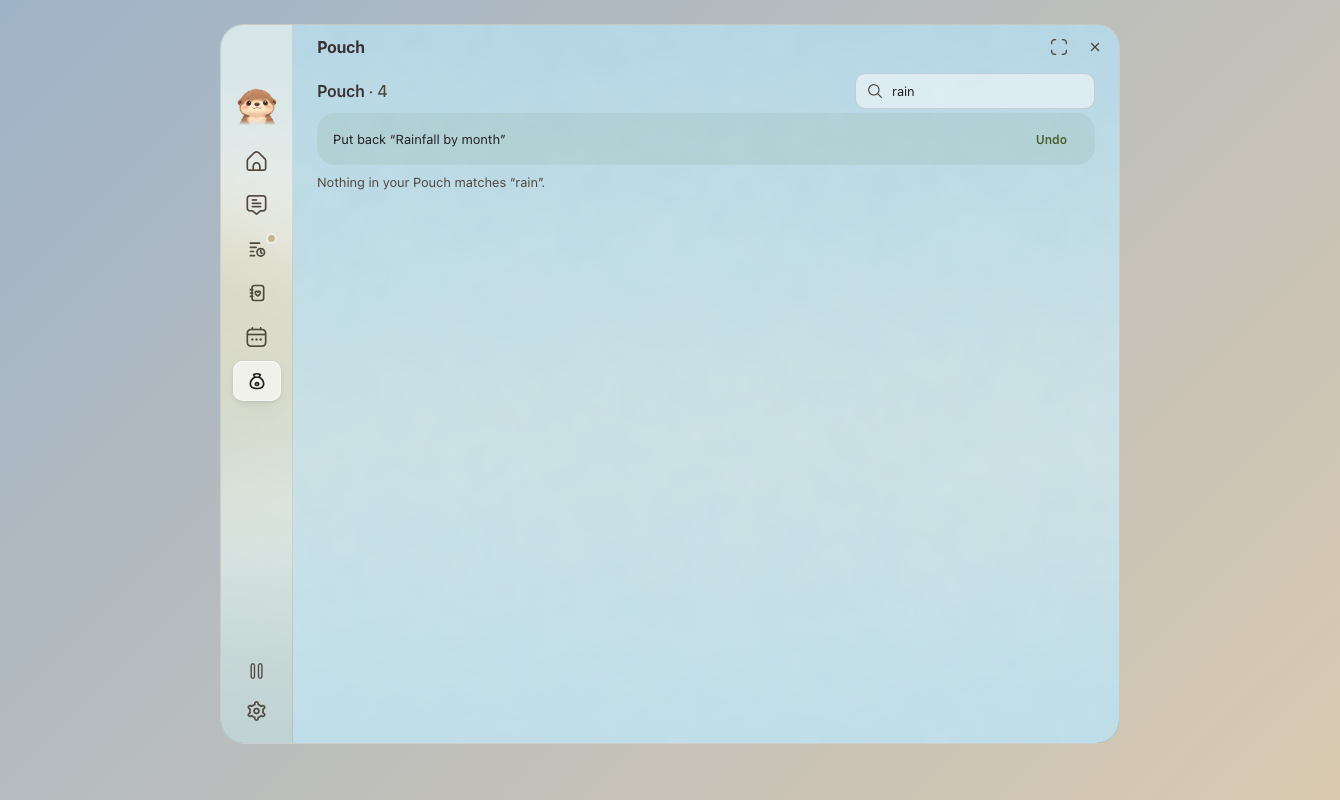 Pouch
Pouch · 4
rain
Put back “Rainfall by month”
Undo
Nothing in your Pouch matches “rain”.